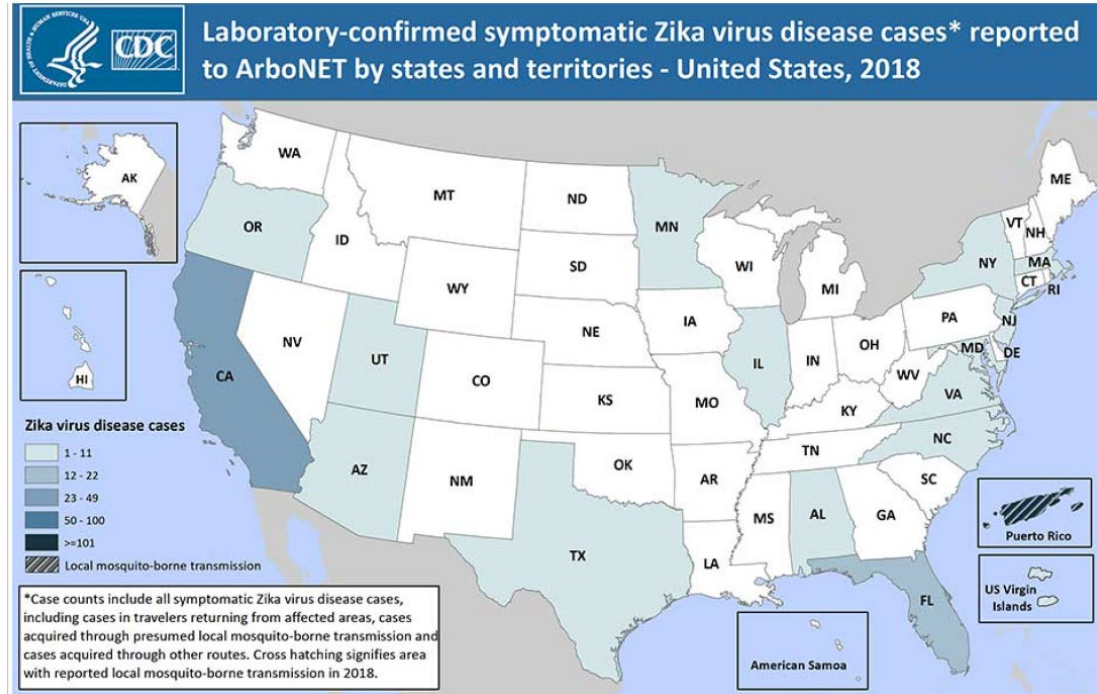 DEPARTMENT OF HEALTH & HUMAN SERVICES USA
CDC
Laboratory-confirmed symptomatic Zika virus disease cases* reported
to ArboNET by states and territories - United States, 2018
AK
HI
WA
OR
CA
ID
NV
MT
WY
UT
AZ
CO
NM
ND
SD
NE
KS
OK
TX
MN
IA
MO
AR
LA
WI
IL
MI
IN
OH
KY
TN
MS
AL
GA
FL
SC
NC
VA
WV
PA
NY
MD
DE
NJ
CT
RI
MA
VT
NH
ME
Zika virus disease cases
1 - 11
12 - 22
23 - 49
50 - 100
>=101
Local mosquito-borne transmission
*Case counts include all symptomatic Zika virus disease cases,
including cases in travelers returning from affected areas, cases
acquired through presumed local mosquito-borne transmission and
cases acquired through other routes. Cross hatching signifies area
with reported local mosquito-borne transmission in 2018.
American Samoa
Puerto Rico
US Virgin
Islands